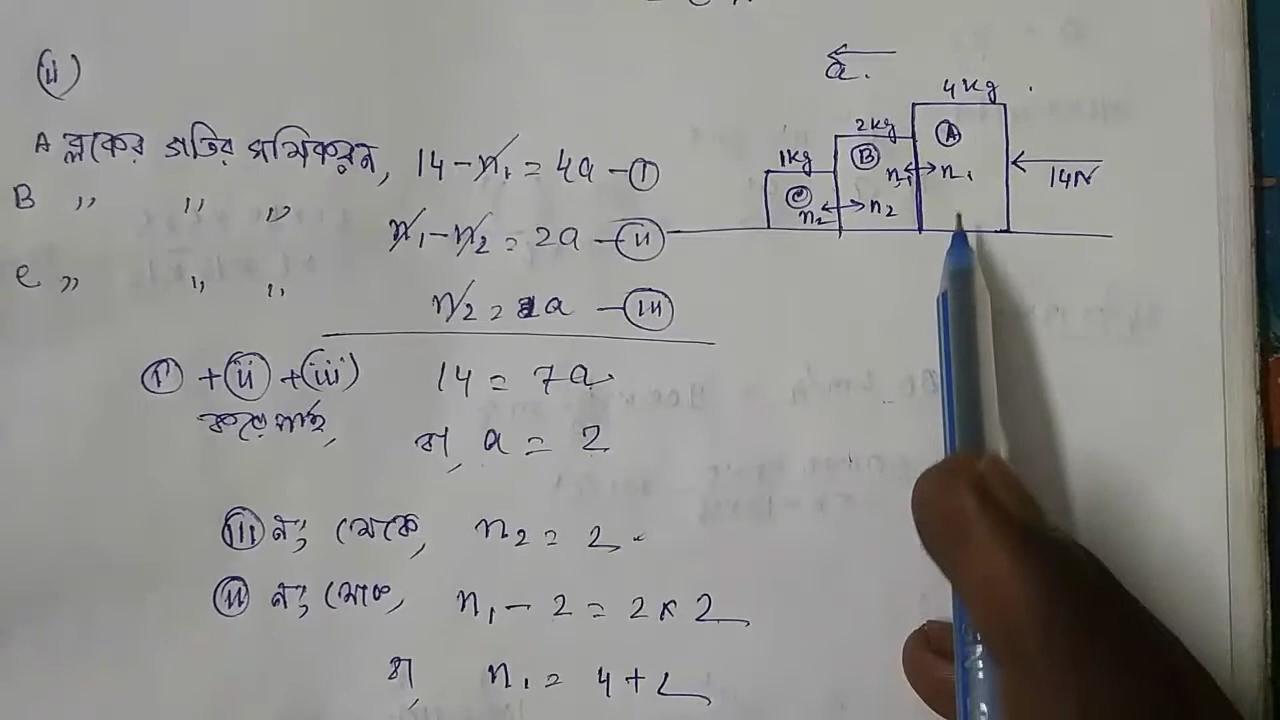 (ii)
A ব্লকের গতির সমিকরন, 14 - n₁ = 4a - (i)
B ,, ,, ,, n₁ - n₂ = 2a - (ii)
C ,, ,, ,, n₂ = a - (iii)
(i) + (ii) + (iii) 14 = 7a
করে পাই,
বা, a = 2
(iii) নং থেকে, n₂ = 2
(ii) নং থেকে, n₁ - 2 = 2 × 2
বা, n₁ = 4 + 2
a
4kg
2kg
1kg
A
B
C
n₁ n₁
n₂ n₂
14N